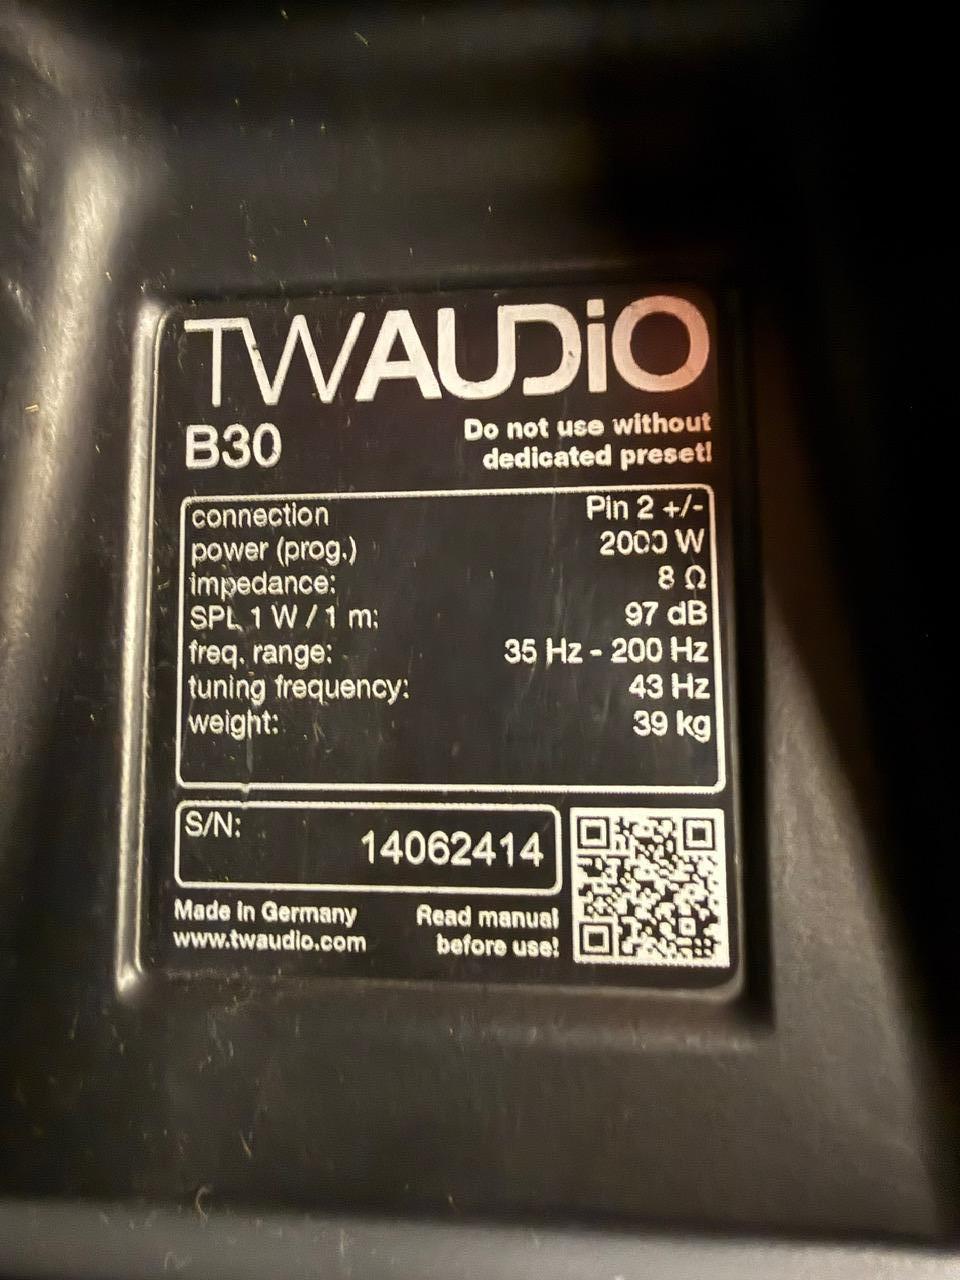 TWAUDiO
B30
Do not use without
dedicated preset!
connection Pin 2 +/-
power (prog.) 2000 W
impedance: 8 Ω
SPL 1 W / 1 m: 97 dB
freq. range: 35 Hz - 200 Hz
tuning frequency: 43 Hz
weight: 39 kg
S/N: 14062414
Made in Germany
www.twaudio.com
Read manual
before use!